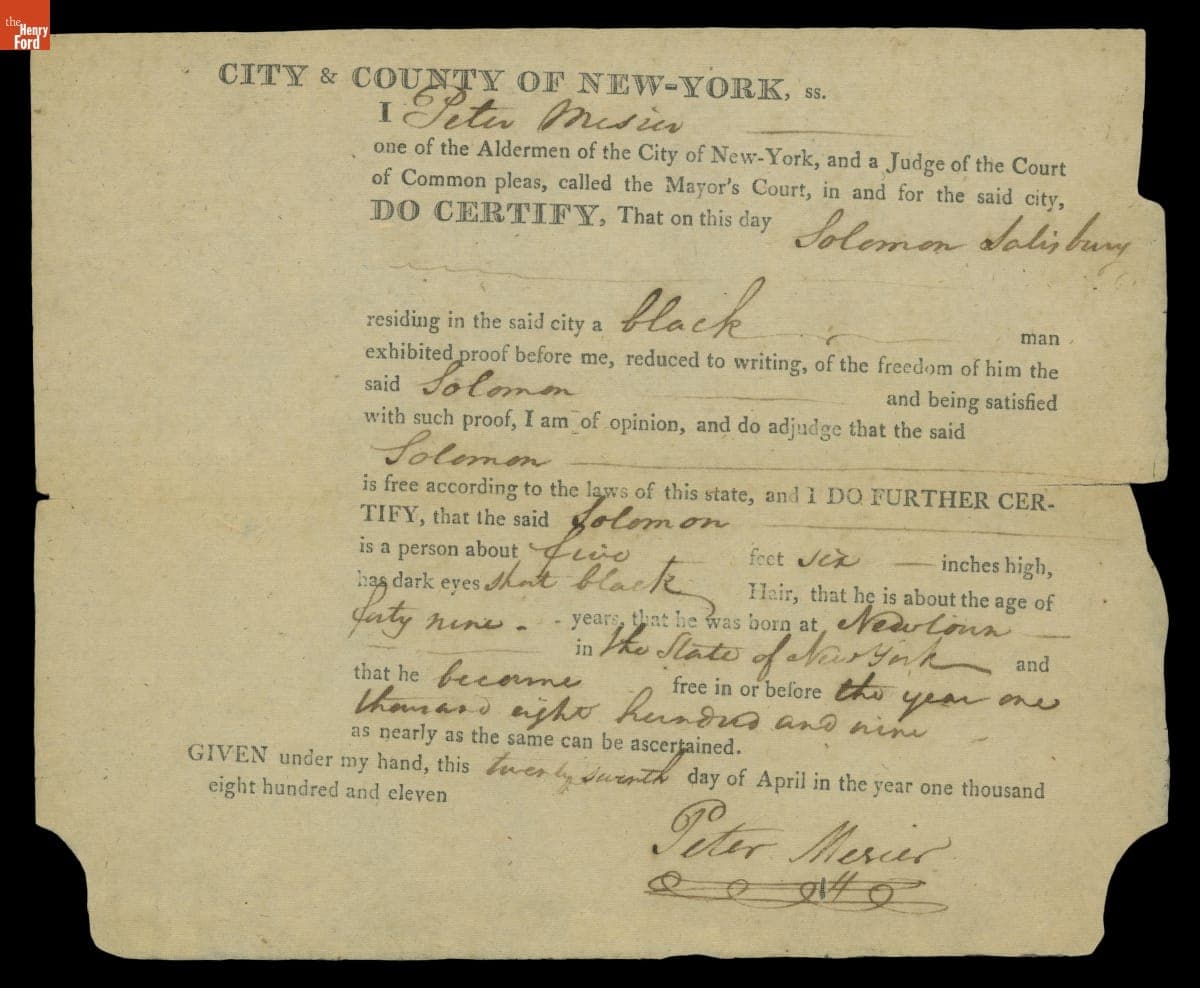 the
Henry
Ford
CITY & COUNTY OF NEW-YORK, ss.
I Peter Mesier
one of the Aldermen of the City of New-York, and a Judge of the Court
of Common pleas, called the Mayor's Court, in and for the said city,
DO CERTIFY, That on this day Solomon Salisbury
residing in the said city a black man
exhibited proof before me, reduced to writing, of the freedom of him the
said Solomon and being satisfied
with such proof, I am of opinion, and do adjudge that the said
Solomon
is free according to the laws of this state, and I DO FURTHER CER-
TIFY, that the said Solomon
is a person about five feet six inches high,
has dark eyes short black Hair, that he is about the age of
forty nine years, that he was born at Newtown
in the State of New York and
that he become free in or before the year one
thousand eight hundred and nine
as nearly as the same can be ascertained.
GIVEN under my hand, this twenty seventh day of April in the year one thousand
eight hundred and eleven
Peter Mesier
14